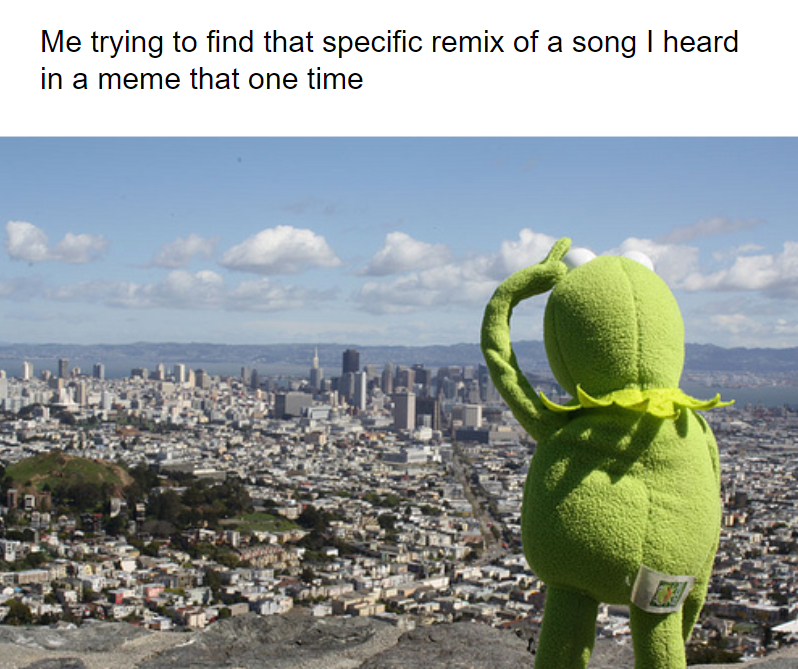 Me trying to find that specific remix of a song I heard
in a meme that one time